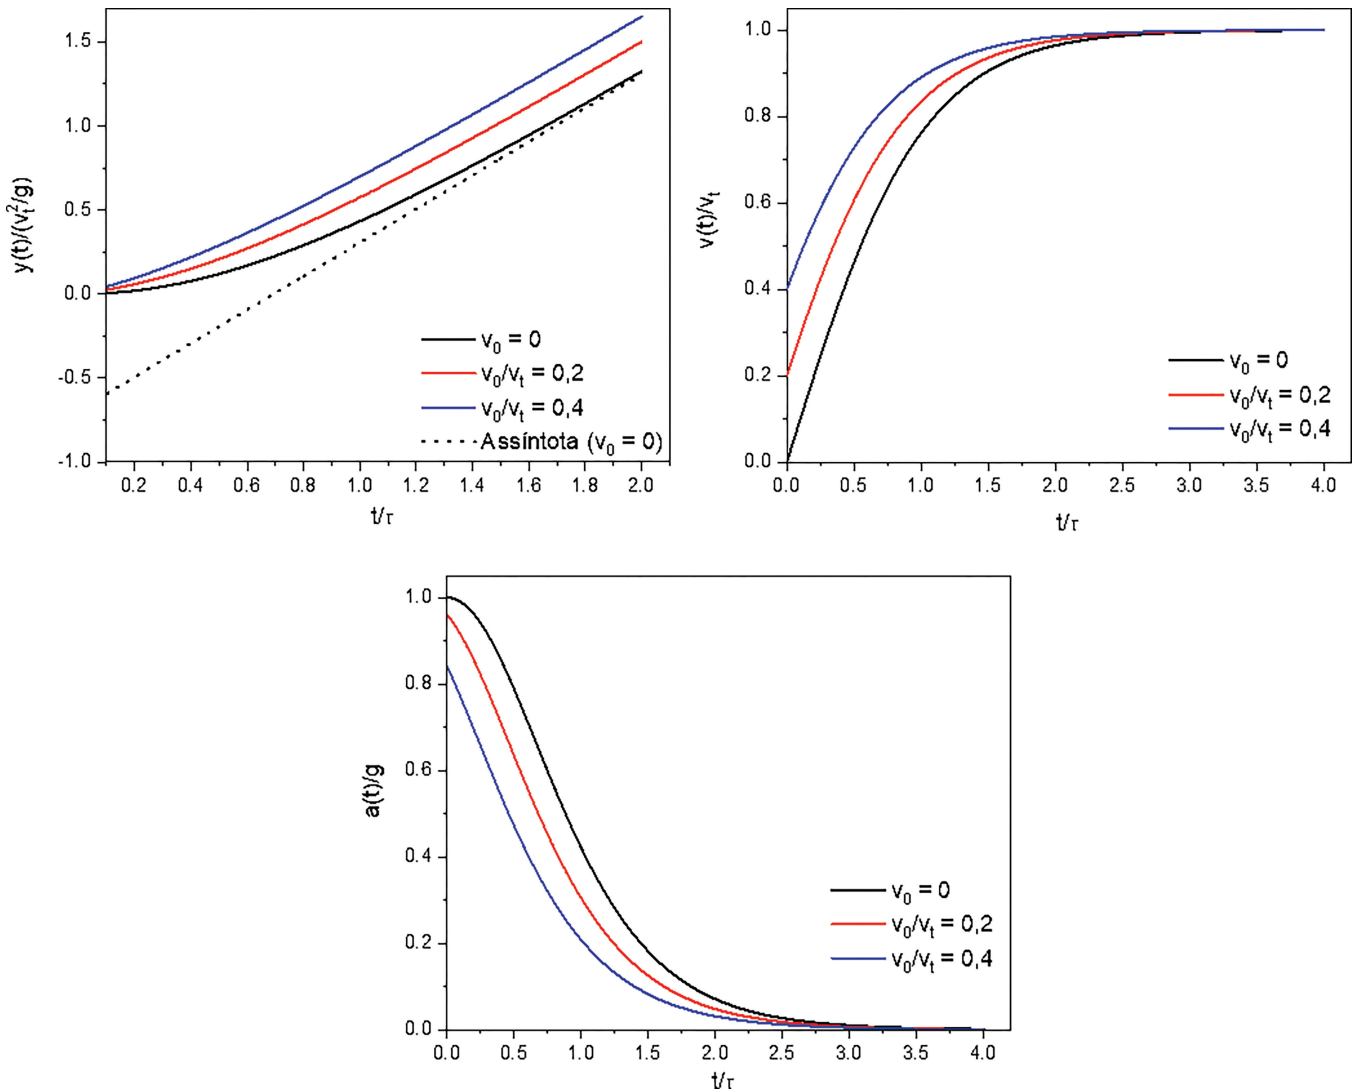 y(t)/(v_t^2/g)
1.5
1.0
0.5
0.0
-0.5
-1.0
v_0 = 0
v_0/v_t = 0,2
v_0/v_t = 0,4
Assíntota (v_0 = 0)
0.2 0.4 0.6 0.8 1.0 1.2 1.4 1.6 1.8 2.0
t/τ
v(t)/v_t
1.0
0.8
0.6
0.4
0.2
0.0
v_0 = 0
v_0/v_t = 0,2
v_0/v_t = 0,4
0.0 0.5 1.0 1.5 2.0 2.5 3.0 3.5 4.0
t/τ
a(t)/g
1.0
0.8
0.6
0.4
0.2
0.0
v_0 = 0
v_0/v_t = 0,2
v_0/v_t = 0,4
0.0 0.5 1.0 1.5 2.0 2.5 3.0 3.5 4.0
t/τ